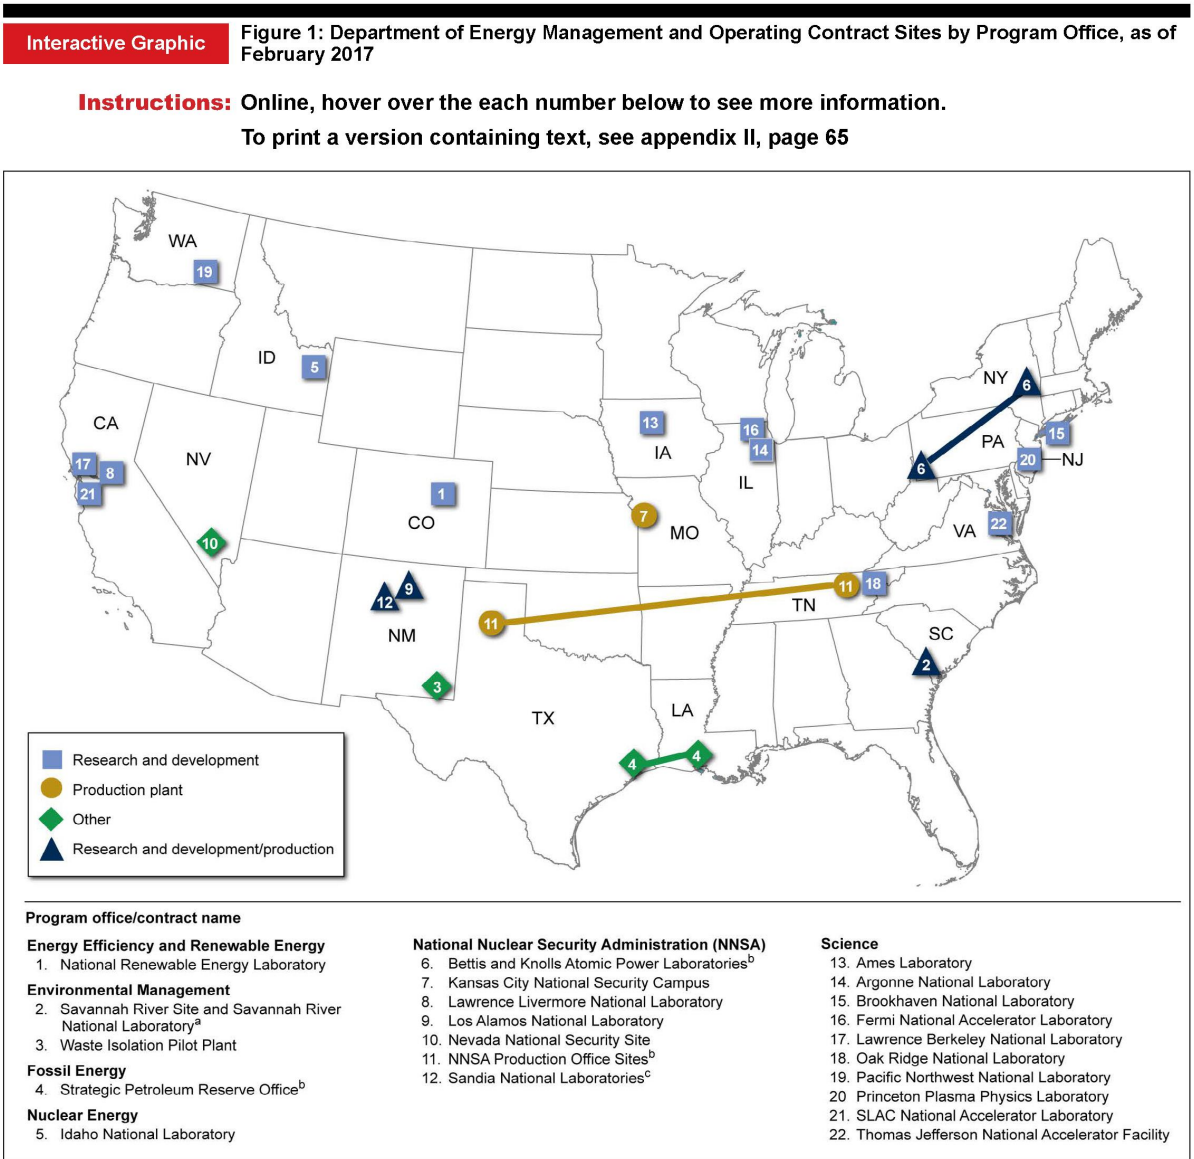 Interactive Graphic
Figure 1: Department of Energy Management and Operating Contract Sites by Program Office, as of
February 2017
Instructions: Online, hover over the each number below to see more information.
To print a version containing text, see appendix II, page 65
WA
19
ID
5
NY
6
CA
13
16
15
IA
14
PA
NV
17
8
6
20
NJ
IL
21
1
7
CO
MO
22
VA
10
9
12
11
18
TN
11
NM
SC
2
3
TX
LA
4
4
Research and development
Production plant
Other
Research and development/production
Program office/contract name
Energy Efficiency and Renewable Energy
1. National Renewable Energy Laboratory
Environmental Management
2. Savannah River Site and Savannah River
National Laboratorya
3. Waste Isolation Pilot Plant
Fossil Energy
4. Strategic Petroleum Reserve Officeb
Nuclear Energy
5. Idaho National Laboratory
National Nuclear Security Administration (NNSA)
6. Bettis and Knolls Atomic Power Laboratoriesb
7. Kansas City National Security Campus
8. Lawrence Livermore National Laboratory
9. Los Alamos National Laboratory
10. Nevada National Security Site
11. NNSA Production Office Sitesb
12. Sandia National Laboratoriesc
Science
13. Ames Laboratory
14. Argonne National Laboratory
15. Brookhaven National Laboratory
16. Fermi National Accelerator Laboratory
17. Lawrence Berkeley National Laboratory
18. Oak Ridge National Laboratory
19. Pacific Northwest National Laboratory
20 Princeton Plasma Physics Laboratory
21. SLAC National Accelerator Laboratory
22. Thomas Jefferson National Accelerator Facility